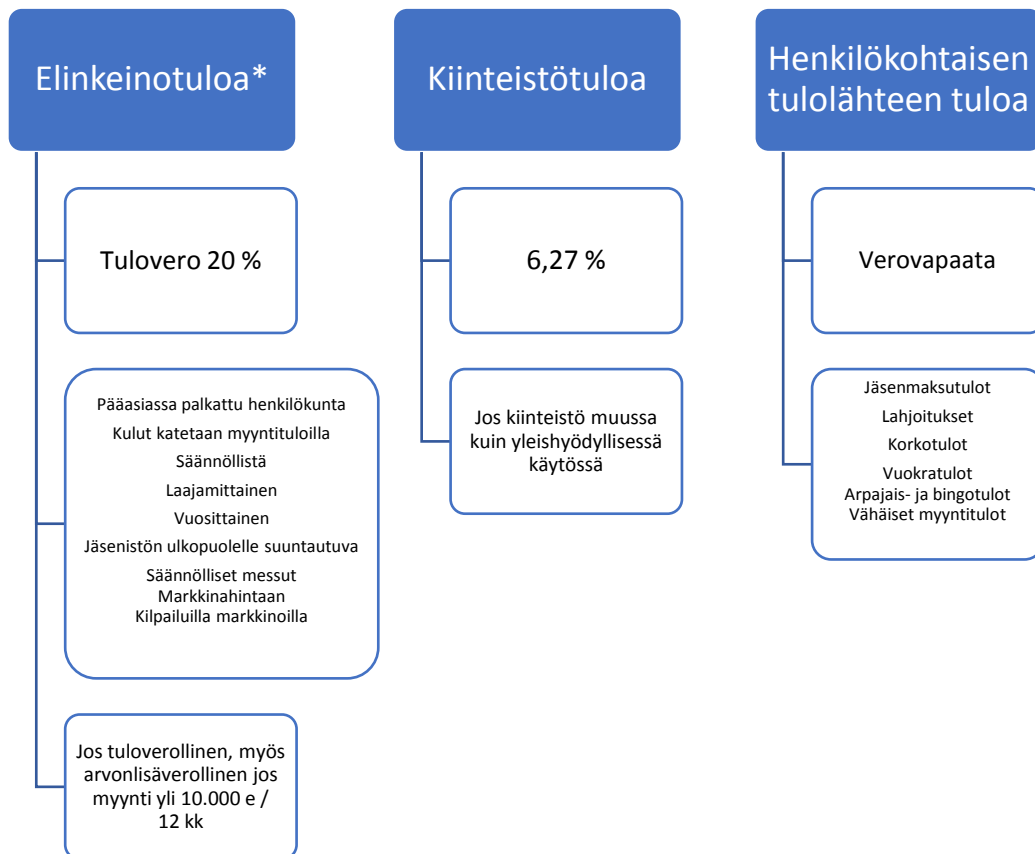 Elinkeinotuloa*
Tulovero 20 %
Pääasiassa palkattu henkilökunta
Kulut katetaan myyntituloilla
Säännöllistä
Laajamittainen
Vuosittainen
Jäsenistön ulkopuolelle suuntautuva
Säännölliset messut
Markkinahintaan
Kilpailuilla markkinoilla
Jos tuloverollinen, myös
arvonlisäverollinen jos
myynti yli 10.000 e /
12 kk
Kiinteistötuloa
6,27 %
Jos kiinteistö muussa
kuin yleishyödyllisessä
käytössä
Henkilökohtaisen
tulolähteen tuloa
Verovapaata
Jäsenmaksutulot
Lahjoitukset
Korkotulot
Vuokratulot
Arpajais- ja bingotulot
Vähäiset myyntitulot